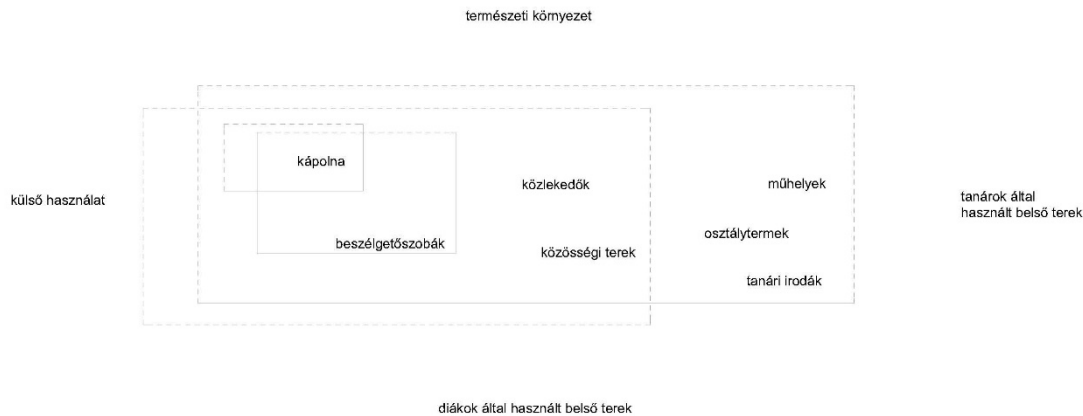 természeti környezet
kápolna
közlekedők
műhelyek
külső használat
tanárok által
használt belső terek
osztálytermek
beszélgetőszobák
közösségi terek
tanári irodák
diákok által használt belső terek